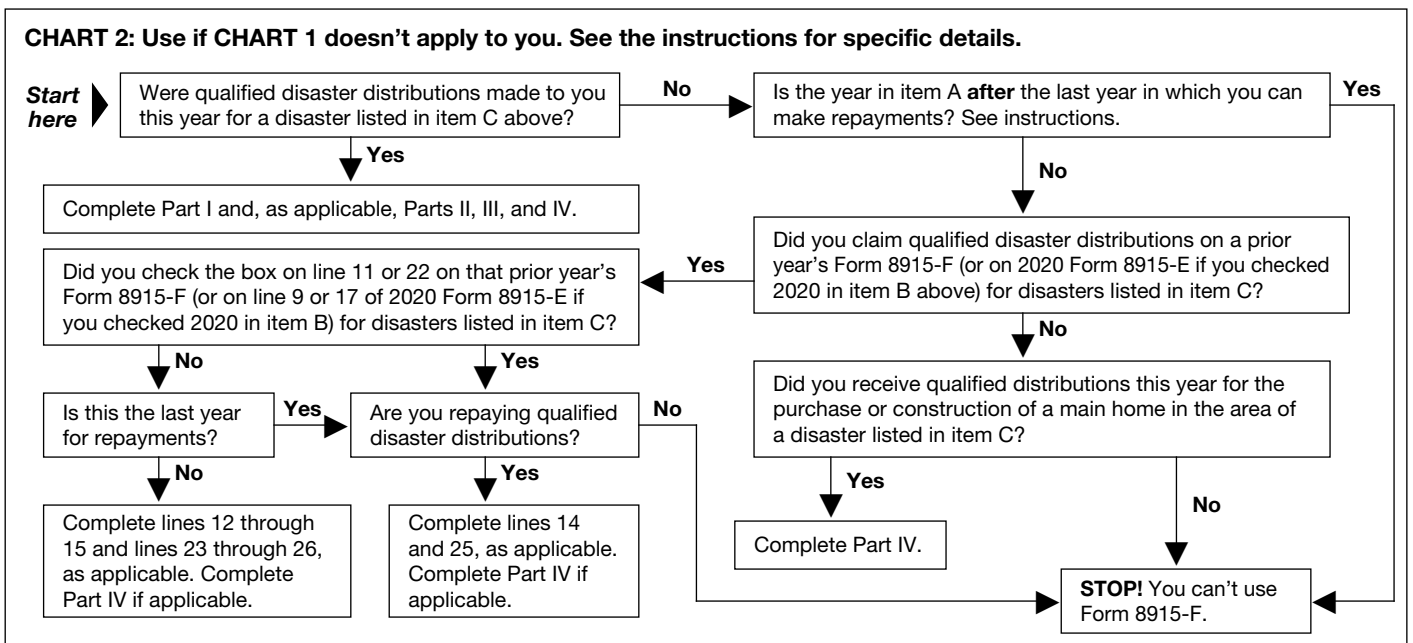 CHART 2: Use if CHART 1 doesn't apply to you. See the instructions for specific details.
Start
here
Were qualified disaster distributions made to you
this year for a disaster listed in item C above?
No
Is the year in item A after the last year in which you can
make repayments? See instructions.
Yes
Yes
No
Complete Part I and, as applicable, Parts II, III, and IV.
Did you claim qualified disaster distributions on a prior
year's Form 8915-F (or on 2020 Form 8915-E if you checked
2020 in item B above) for disasters listed in item C?
Yes
Did you check the box on line 11 or 22 on that prior year's
Form 8915-F (or on line 9 or 17 of 2020 Form 8915-E if
you checked 2020 in item B) for disasters listed in item C?
No
No
Yes
Did you receive qualified distributions this year for the
purchase or construction of a main home in the area of
a disaster listed in item C?
Is this the last year
for repayments?
Yes
Are you repaying qualified
disaster distributions?
No
No
Yes
Yes
No
Complete lines 12 through
15 and lines 23 through 26,
as applicable. Complete
Part IV if applicable.
Complete lines 14
and 25, as applicable.
Complete Part IV if
applicable.
Complete Part IV.
STOP! You can't use
Form 8915-F.